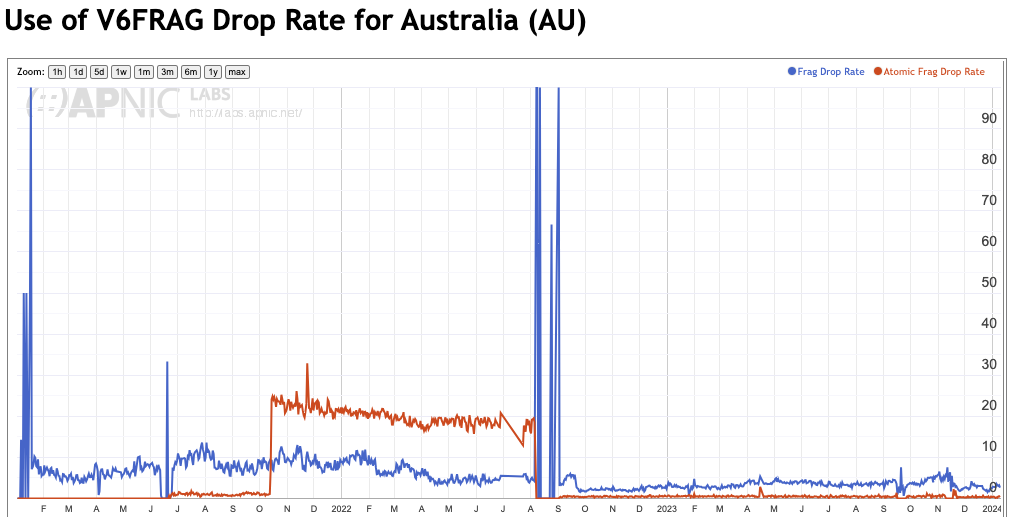 Use of V6FRAG Drop Rate for Australia (AU)
Zoom: 1h 1d 5d 1w 1m 3m 6m 1y max
Frag Drop Rate Atomic Frag Drop Rate
APNIC LABS
http://labs.apnic.net/
90
80
70
60
50
40
30
20
10
0
F M A M J J A S O N D 2022 F M A M J J A S O N D 2023 F M A M J J A S O N D 2024